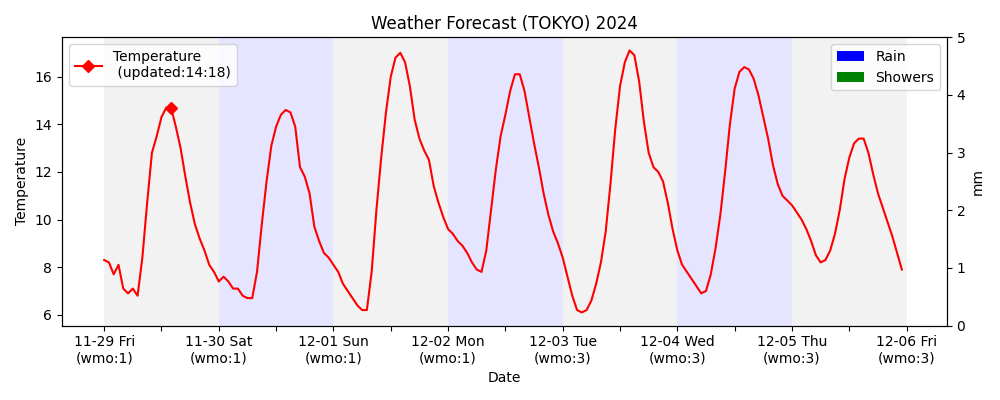 Weather Forecast (TOKYO) 2024
Temperature
(updated:14:18)
Rain
Showers
Temperature
16
14
12
10
8
6
5
4
3
2
1
0
mm
11-29 Fri
(wmo:1)
11-30 Sat
(wmo:1)
12-01 Sun
(wmo:1)
12-02 Mon
(wmo:1)
12-03 Tue
(wmo:3)
12-04 Wed
(wmo:3)
12-05 Thu
(wmo:3)
12-06 Fri
(wmo:3)
Date